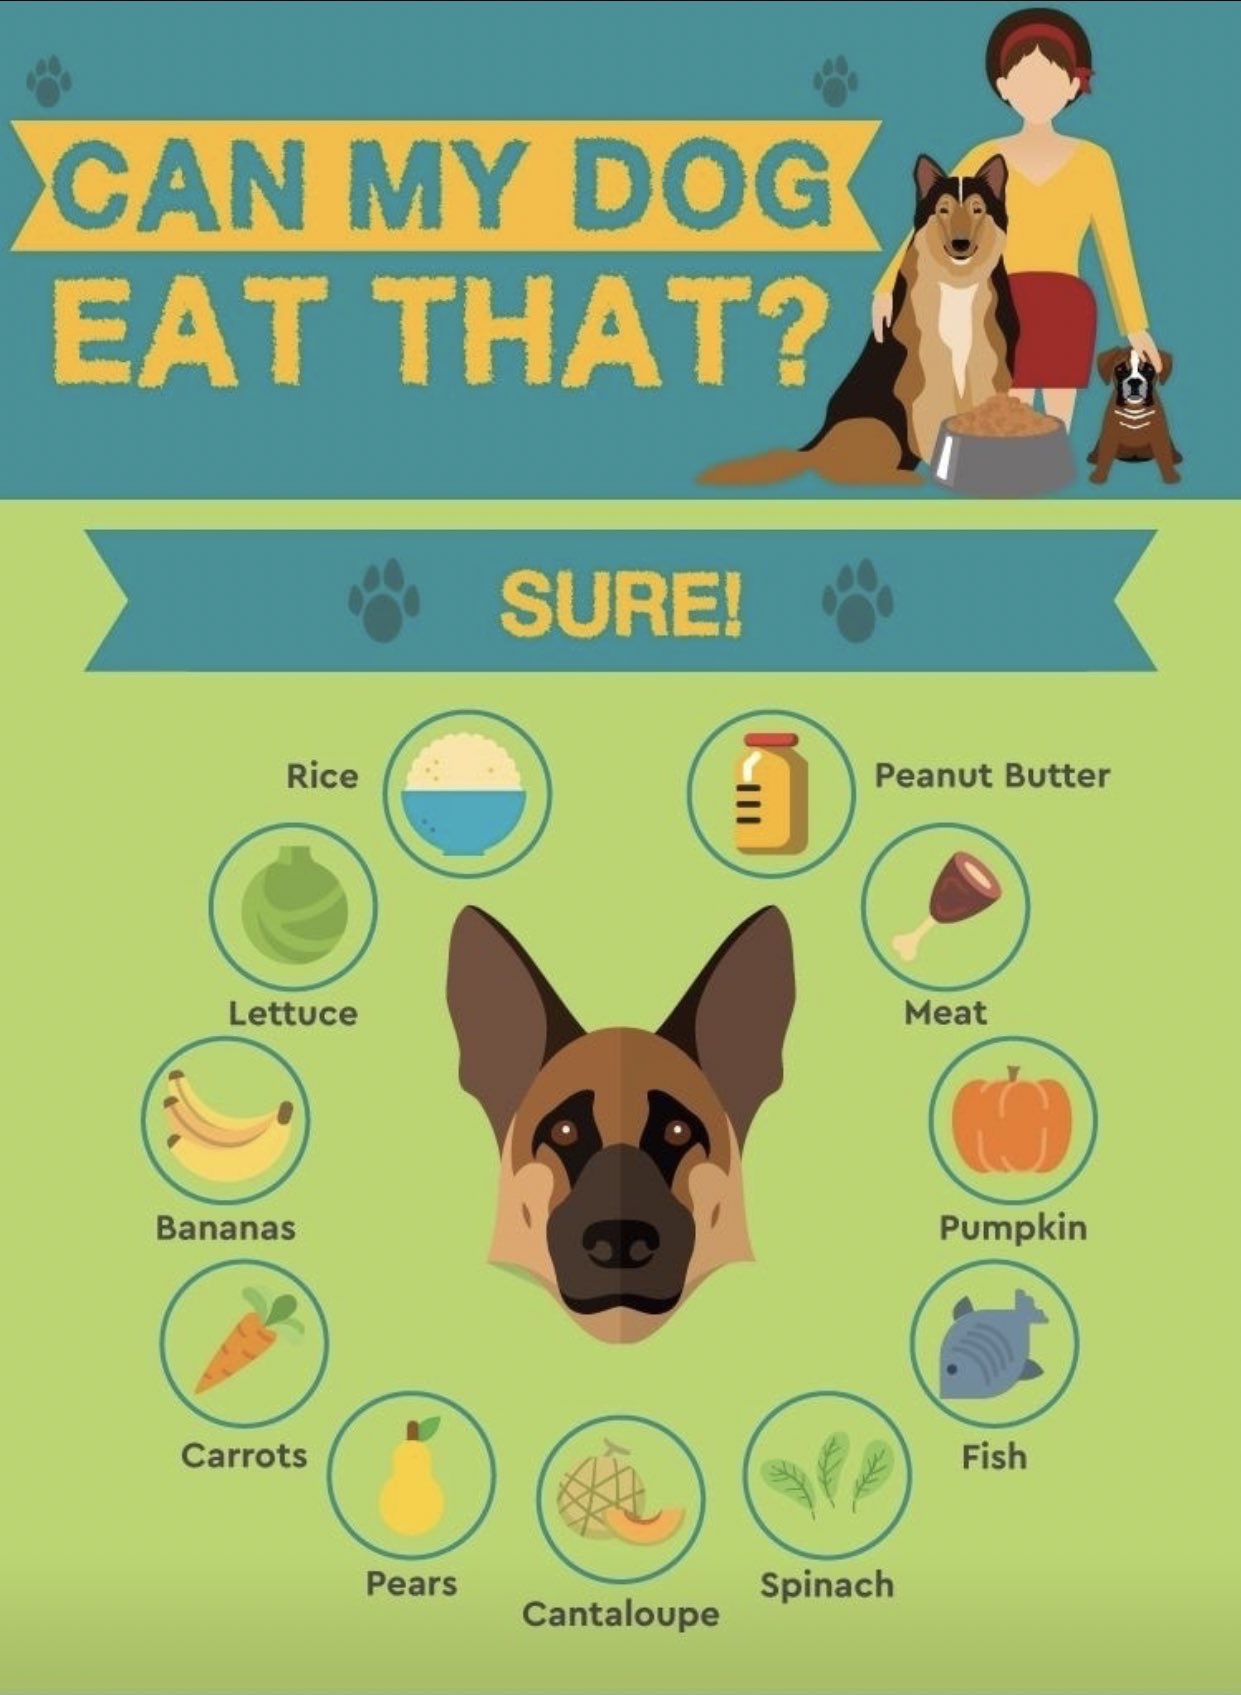 CAN MY DOG
EAT THAT?
SURE!
Rice
Peanut Butter
Lettuce
Meat
Bananas
Pumpkin
Carrots
Fish
Pears
Spinach
Cantaloupe